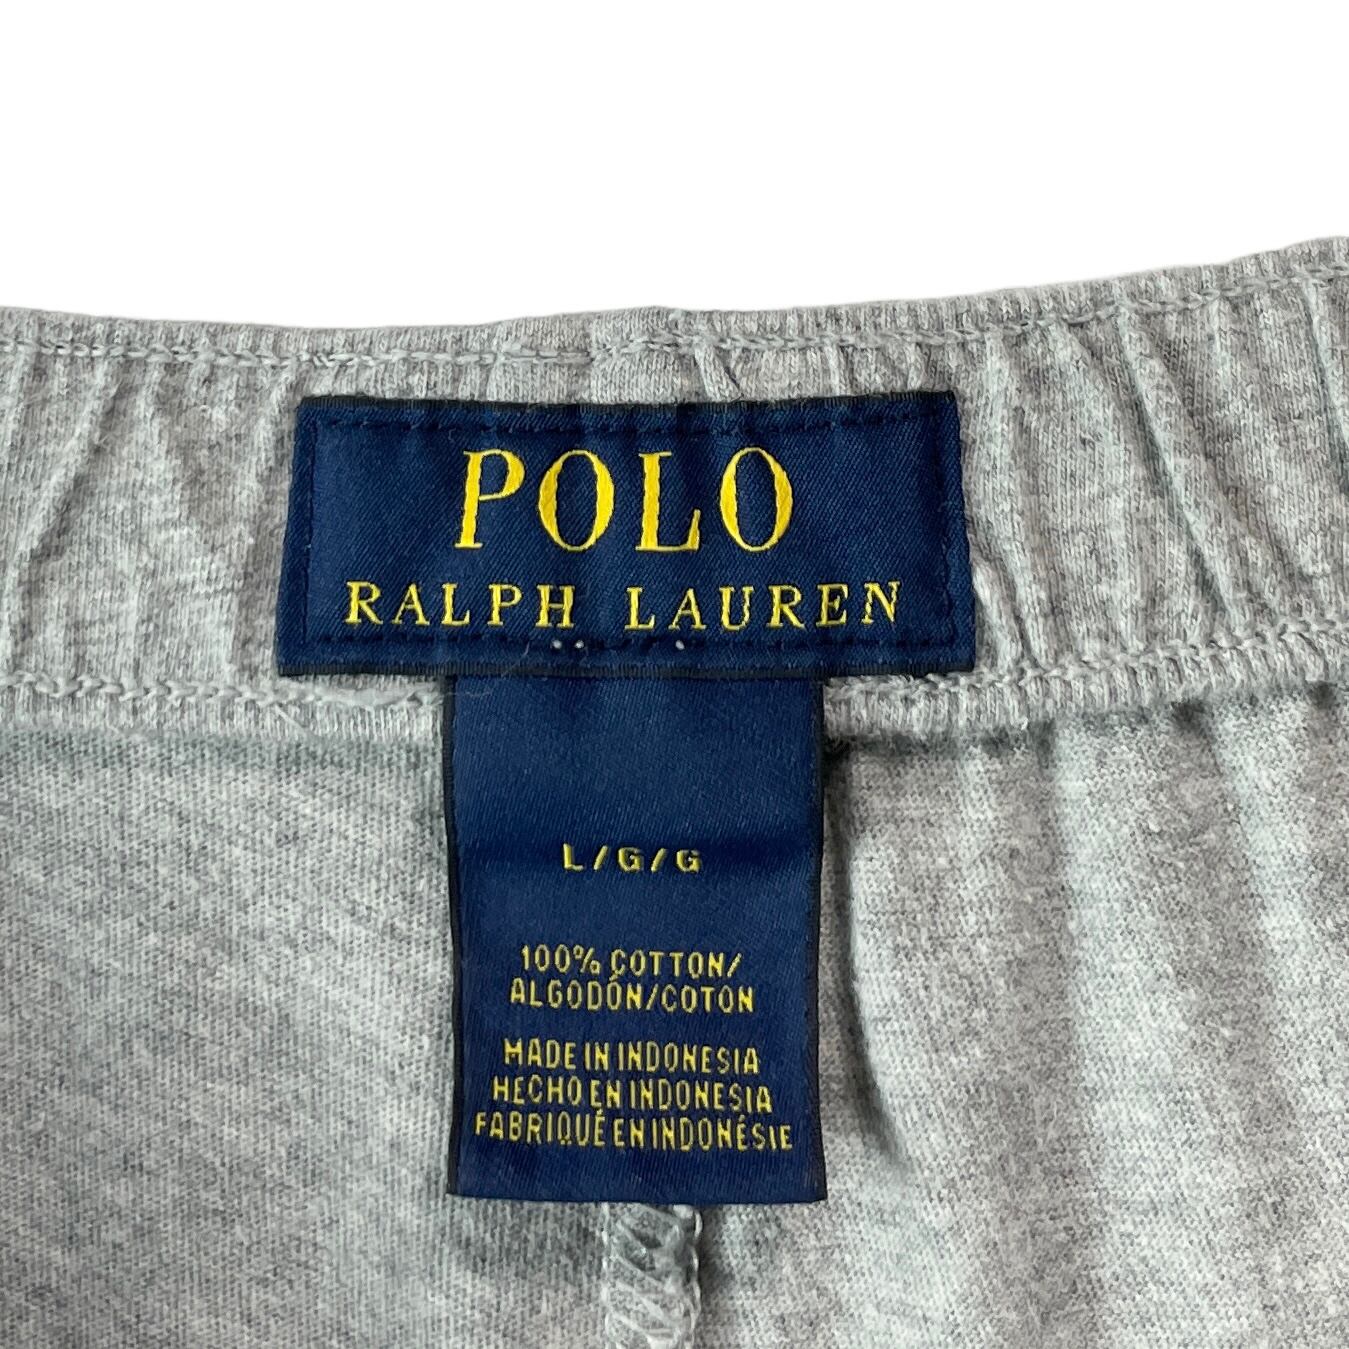 POLO
RALPH LAUREN
L/G/G
100% COTTON/
ALGODÓN/COTON
MADE IN INDONESIA
HECHO EN INDONESIA
FABRIQUÉ EN INDONÉSIE